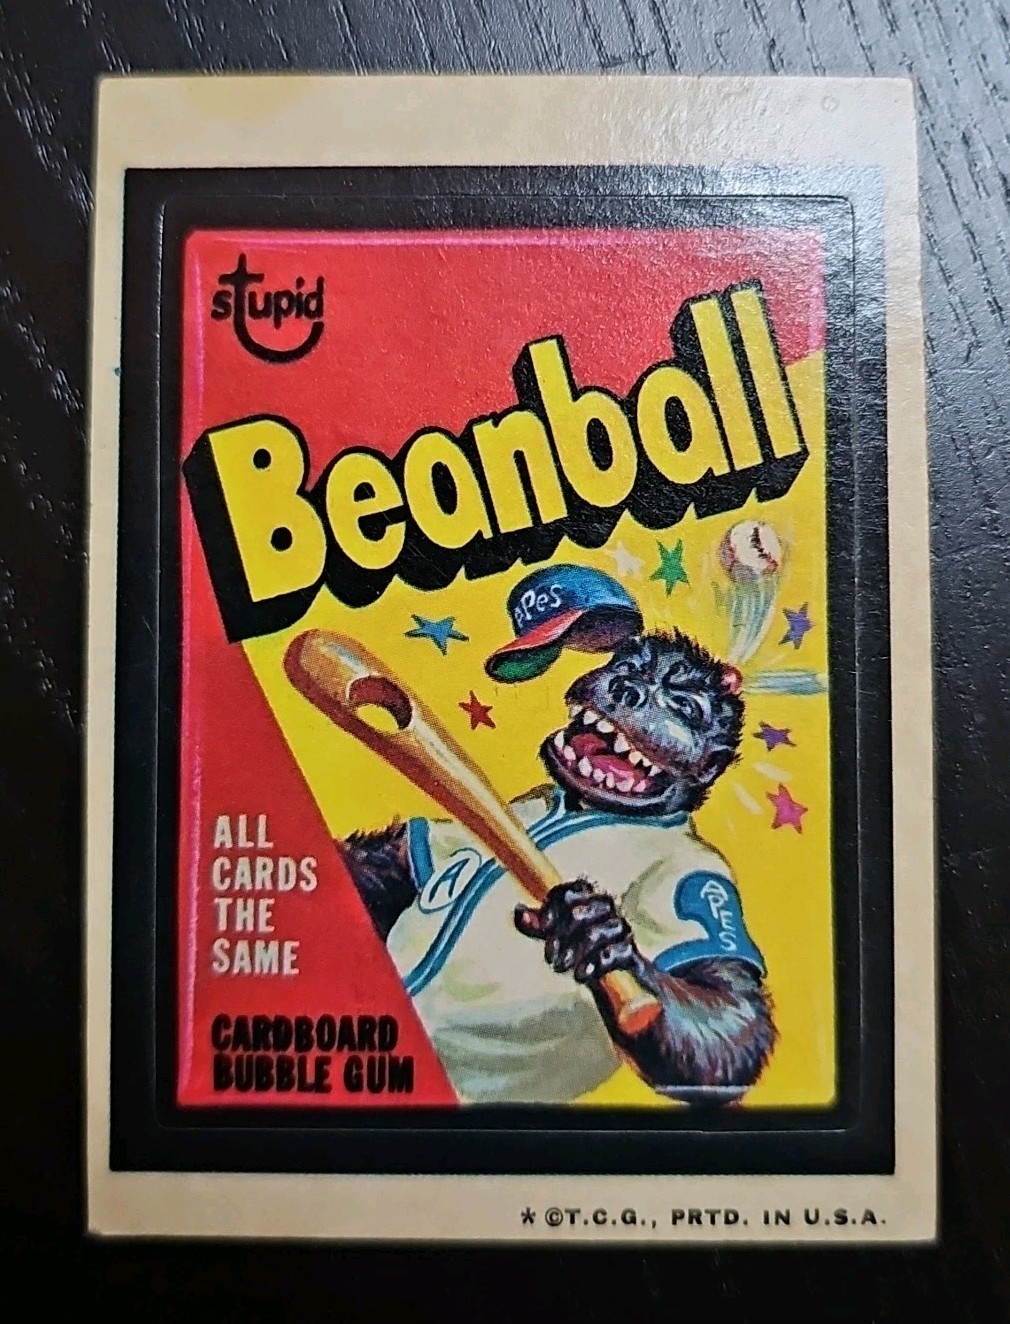 stupid
Beanball
APes
A
APES
ALL
CARDS
THE
SAME
CARDBOARD
BUBBLE GUM
* ©T.C.G., PRTD. IN U.S.A.